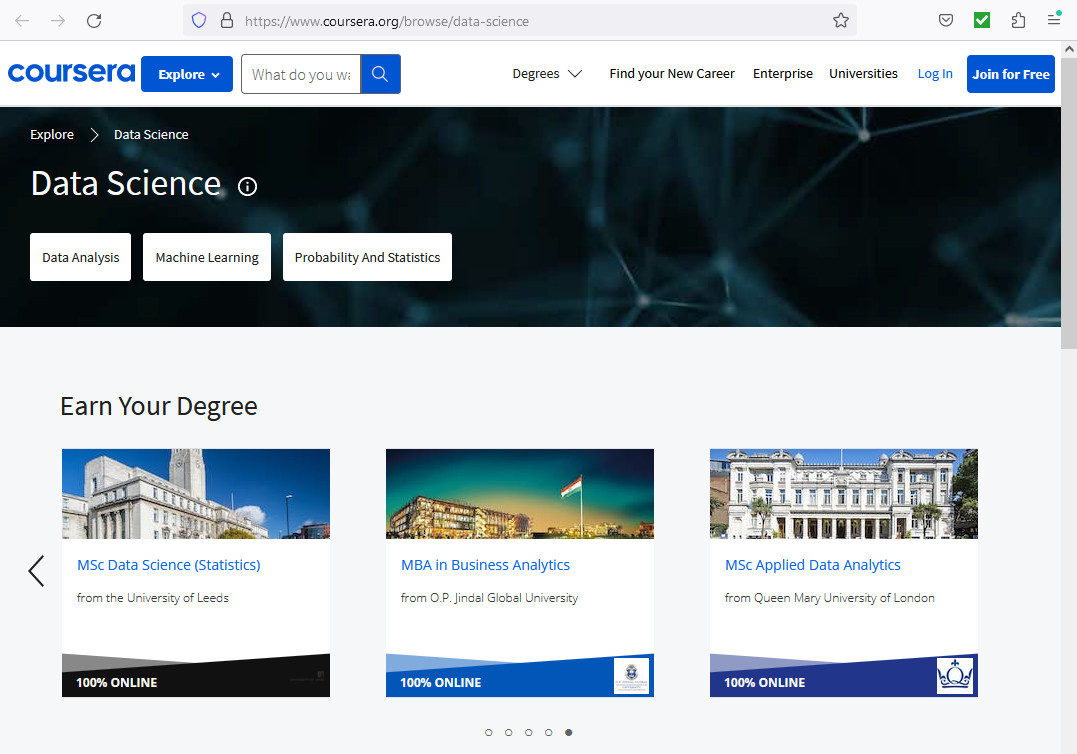 https://www.coursera.org/browse/data-science
coursera
Explore
What do you wa
Degrees
Find your New Career
Enterprise
Universities
Log In
Join for Free
Explore
Data Science
Data Science
Data Analysis
Machine Learning
Probability And Statistics
Earn Your Degree
MSc Data Science (Statistics)
from the University of Leeds
100% ONLINE
MBA in Business Analytics
from O.P. Jindal Global University
100% ONLINE
MSc Applied Data Analytics
from Queen Mary University of London
100% ONLINE